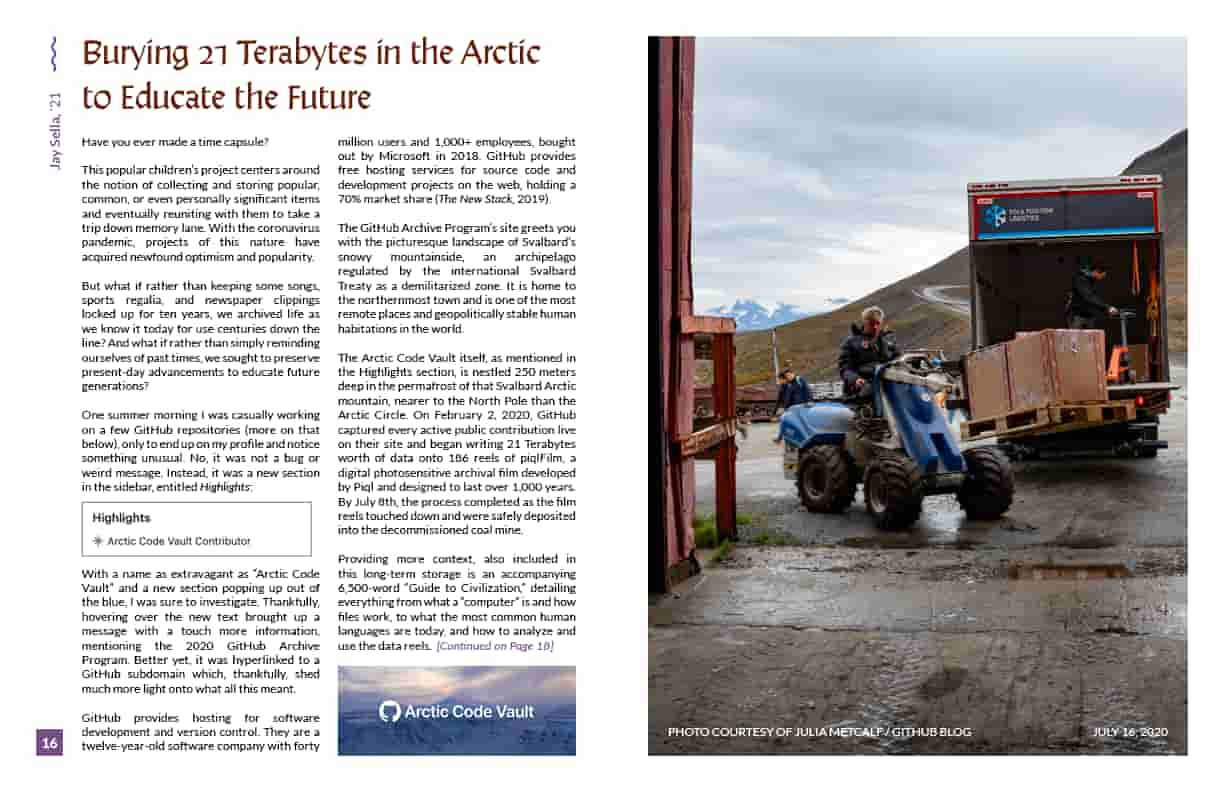 Burying 21 Terabytes in the Arctic
to Educate the Future
Jay Sella, '21
Have you ever made a time capsule?
This popular children's project centers around
the notion of collecting and storing popular,
common, or even personally significant items
and eventually reuniting with them to take a
trip down memory lane. With the coronavirus
pandemic, projects of this nature have
acquired newfound optimism and popularity.
But what if rather than keeping some songs,
sports regalia, and newspaper clippings
locked up for ten years, we archived life as
we know it today for use centuries down the
line? And what if rather than simply reminding
ourselves of past times, we sought to preserve
present-day advancements to educate future
generations?
One summer morning I was casually working
on a few GitHub repositories (more on that
below), only to end up on my profile and notice
something unusual. No, it was not a bug or
weird message. Instead, it was a new section
in the sidebar, entitled Highlights:
Highlights
Arctic Code Vault Contributor
With a name as extravagant as "Arctic Code
Vault" and a new section popping up out of
the blue, I was sure to investigate. Thankfully,
hovering over the new text brought up a
message with a touch more information,
mentioning the 2020 GitHub Archive
Program. Better yet, it was hyperlinked to a
GitHub subdomain which, thankfully, shed
much more light onto what all this meant.
GitHub provides hosting for software
development and version control. They are a
twelve-year-old software company with forty
million users and 1,000+ employees, bought
out by Microsoft in 2018. GitHub provides
free hosting services for source code and
development projects on the web, holding a
70% market share (The New Stack, 2019).
The GitHub Archive Program's site greets you
with the picturesque landscape of Svalbard's
snowy mountainside, an archipelago
regulated by the international Svalbard
Treaty as a demilitarized zone. It is home to
the northernmost town and is one of the most
remote places and geopolitically stable human
habitations in the world.
The Arctic Code Vault itself, as mentioned in
the Highlights section, is nestled 250 meters
deep in the permafrost of that Svalbard Arctic
mountain, nearer to the North Pole than the
Arctic Circle. On February 2, 2020, GitHub
captured every active public contribution live
on their site and began writing 21 Terabytes
worth of data onto 186 reels of piqlFilm, a
digital photosensitive archival film developed
by Piql and designed to last over 1,000 years.
By July 8th, the process completed as the film
reels touched down and were safely deposited
into the decommissioned coal mine.
Providing more context, also included in
this long-term storage is an accompanying
6,500-word "Guide to Civilization," detailing
everything from what a "computer" is and how
files work, to what the most common human
languages are today, and how to analyze and
use the data reels. [Continued on Page 18]
Arctic Code Vault
16
PHOTO COURTESY OF JULIA METCALF / GITHUB BLOG
JULY 16, 2020